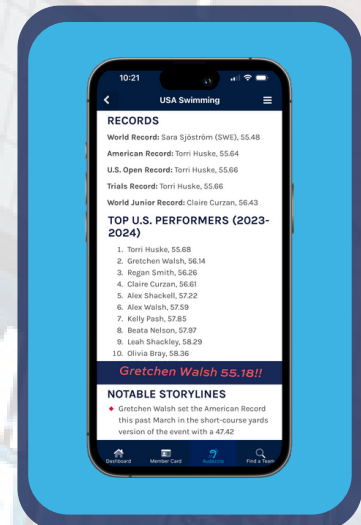 10:21
USA Swimming
RECORDS
World Record: Sara Sjöström (SWE), 55.48
American Record: Torri Huske, 55.64
U.S. Open Record: Torri Huske, 55.66
Trials Record: Torri Huske, 55.66
World Junior Record: Claire Curzan, 56.43
TOP U.S. PERFORMERS (2023-
2024)
1. Torri Huske, 55.68
2. Gretchen Walsh, 56.14
3. Regan Smith, 56.26
4. Claire Curzan, 56.61
5. Alex Shackell, 57.22
6. Alex Walsh, 57.59
7. Kelly Pash, 57.85
8. Beata Nelson, 57.97
9. Leah Shackley, 58.29
10. Olivia Bray, 58.36
Gretchen Walsh 55.18!!
NOTABLE STORYLINES
Gretchen Walsh set the American Record
this past March in the short-course yards
version of the event with a 47.42
Dashboard Member Card Audacity Find a Team